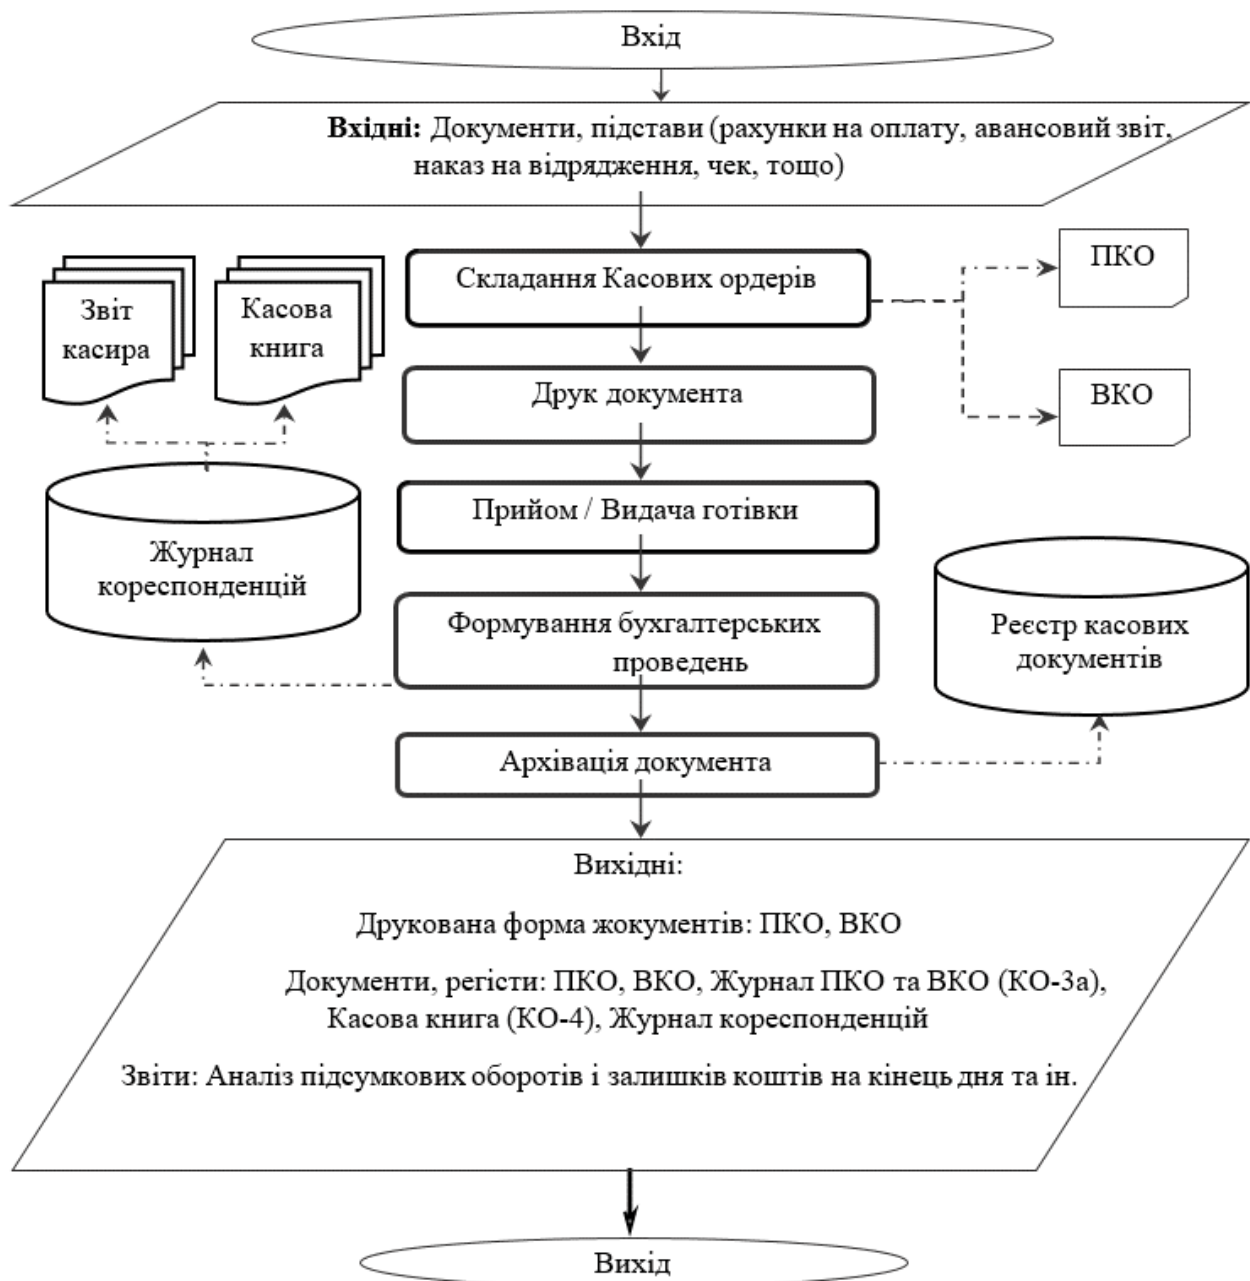 Вхід
Вхідні: Документи, підстави (рахунки на оплату, авансовий звіт,
наказ на відрядження, чек, тощо)
Складання Касових ордерів
ПКО
Звіт
касира
Касова
книга
Друк документа
ВКО
Прийом / Видача готівки
Журнал
кореспонденцій
Формування бухгалтерських
проведень
Реєстр касових
документів
Архівація документа
Вихідні:
Друкована форма жокументів: ПКО, ВКО
Документи, регісти: ПКО, ВКО, Журнал ПКО та ВКО (КО-3а),
Касова книга (КО-4), Журнал кореспонденцій
Звіти: Аналіз підсумкових оборотів і залишків коштів на кінець дня та ін.
Вихід